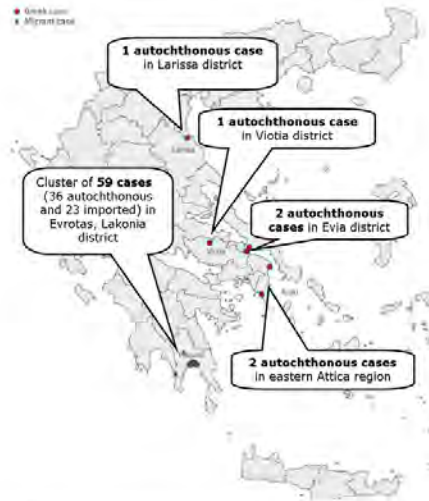 Greek cases
Migrant case
1 autochthonous case
in Larissa district
1 autochthonous case
in Viotia district
Cluster of 59 cases
(36 autochthonous
and 23 imported) in
Evrotas, Lakonia
district
2 autochthonous
cases in Evia district
2 autochthonous cases
in eastern Attica region